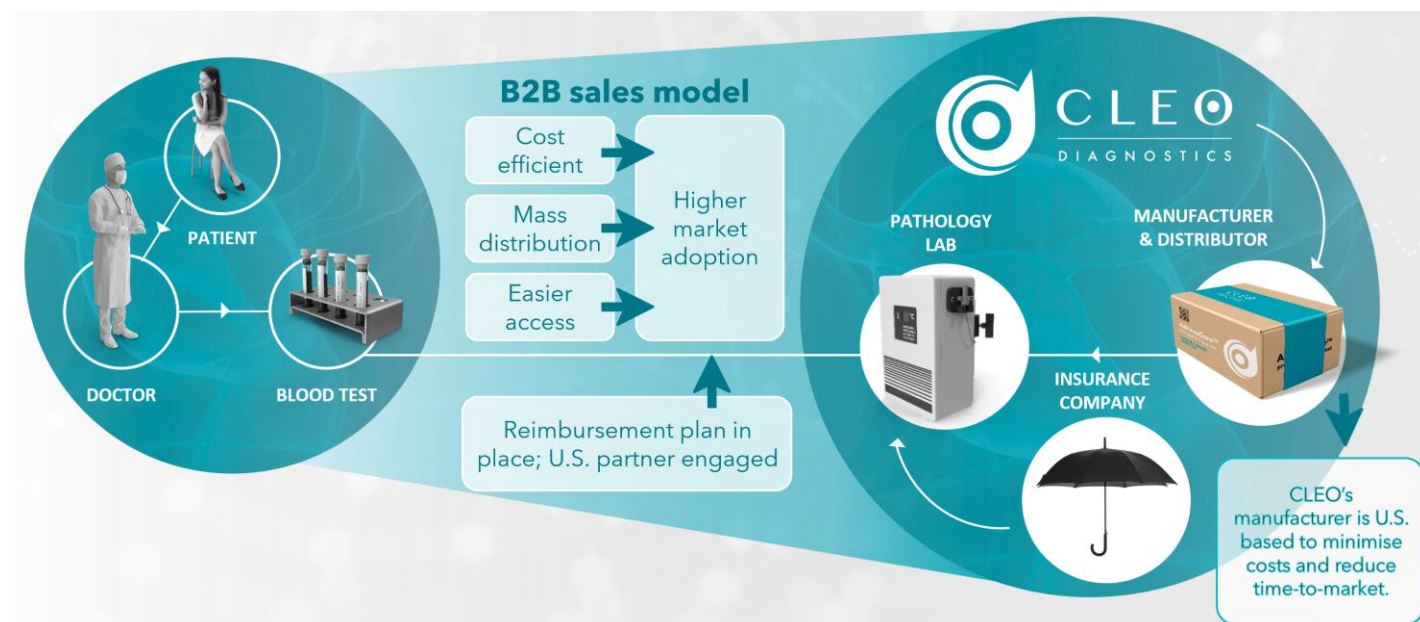 PATIENT
DOCTOR
BLOOD TEST
B2B sales model
Cost
efficient
Mass
distribution
Easier
access
Higher
market
adoption
Reimbursement plan in
place; U.S. partner engaged
CLEO
DIAGNOSTICS
PATHOLOGY
LAB
MANUFACTURER
& DISTRIBUTOR
CLEO
INSURANCE
COMPANY
CLEO’s
manufacturer is U.S.
based to minimise
costs and reduce
time-to-market.